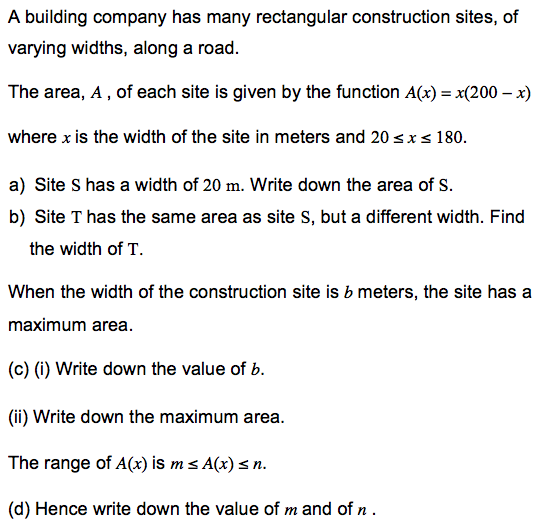 A building company has many rectangular construction sites, of
varying widths, along a road.
The area, A , of each site is given by the function A(x) = x(200 – x)
where x is the width of the site in meters and 20 ≤ x ≤ 180.
a) Site S has a width of 20 m. Write down the area of S.
b) Site T has the same area as site S, but a different width. Find
the width of T.
When the width of the construction site is b meters, the site has a
maximum area.
(c) (i) Write down the value of b.
(ii) Write down the maximum area.
The range of A(x) is m ≤ A(x) ≤ n.
(d) Hence write down the value of m and of n .